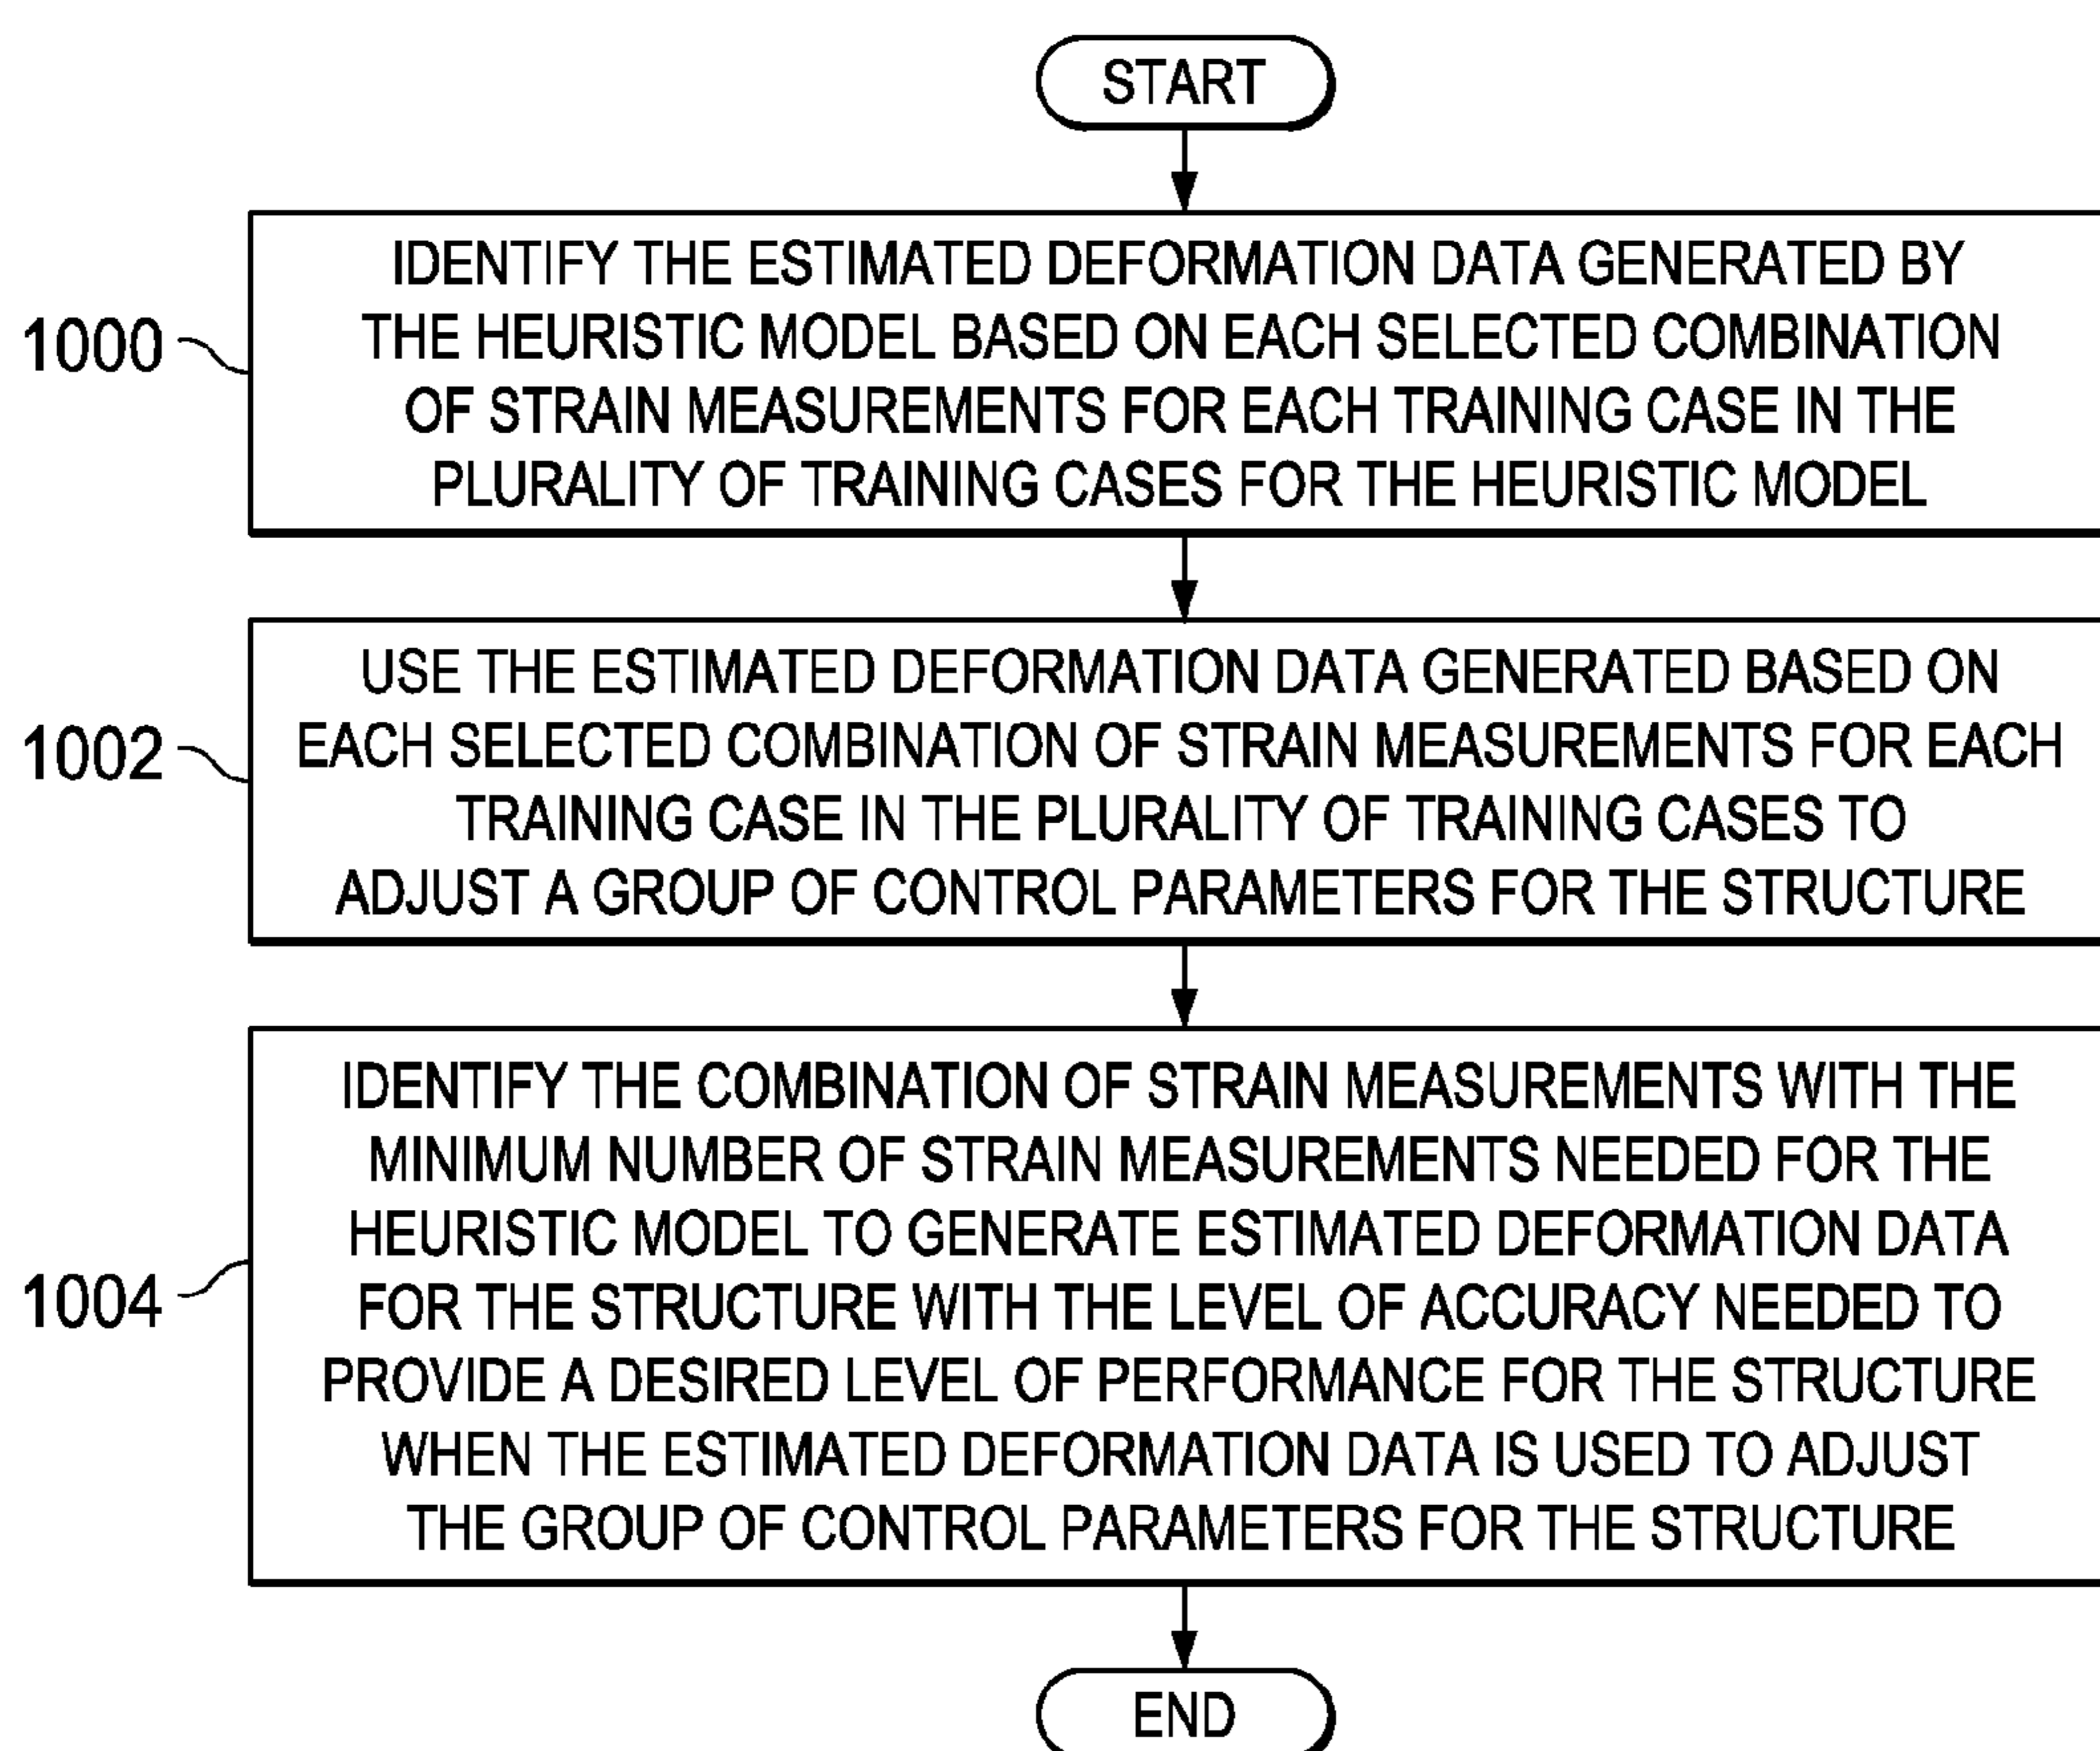 START
1000
IDENTIFY THE ESTIMATED DEFORMATION DATA GENERATED BY
THE HEURISTIC MODEL BASED ON EACH SELECTED COMBINATION
OF STRAIN MEASUREMENTS FOR EACH TRAINING CASE IN THE
PLURALITY OF TRAINING CASES FOR THE HEURISTIC MODEL
1002
USE THE ESTIMATED DEFORMATION DATA GENERATED BASED ON
EACH SELECTED COMBINATION OF STRAIN MEASUREMENTS FOR EACH
TRAINING CASE IN THE PLURALITY OF TRAINING CASES TO
ADJUST A GROUP OF CONTROL PARAMETERS FOR THE STRUCTURE
1004
IDENTIFY THE COMBINATION OF STRAIN MEASUREMENTS WITH THE
MINIMUM NUMBER OF STRAIN MEASUREMENTS NEEDED FOR THE
HEURISTIC MODEL TO GENERATE ESTIMATED DEFORMATION DATA
FOR THE STRUCTURE WITH THE LEVEL OF ACCURACY NEEDED TO
PROVIDE A DESIRED LEVEL OF PERFORMANCE FOR THE STRUCTURE
WHEN THE ESTIMATED DEFORMATION DATA IS USED TO ADJUST
THE GROUP OF CONTROL PARAMETERS FOR THE STRUCTURE
END